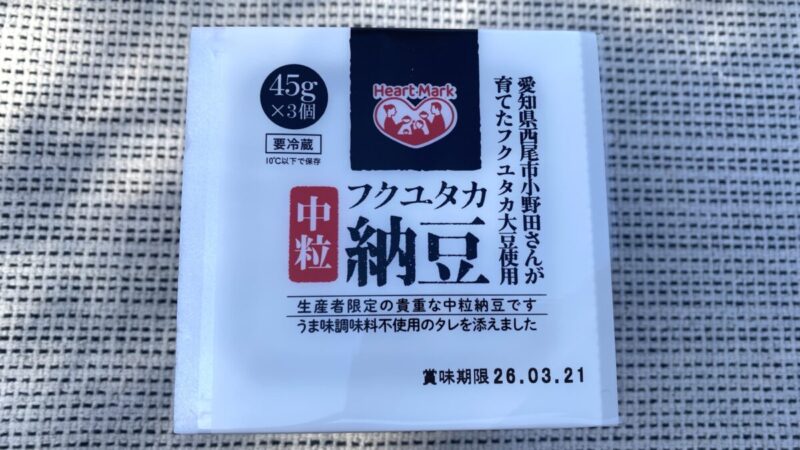 45g
×3個
要冷蔵
10℃以下で保存
Heart Mark
愛知県西尾市小野田さんが
育てたフクユタカ大豆使用
中粒
フクユタカ
納豆
生産者限定の貴重な中粒納豆です
うま味調味料不使用のタレを添えました
賞味期限26.03.21